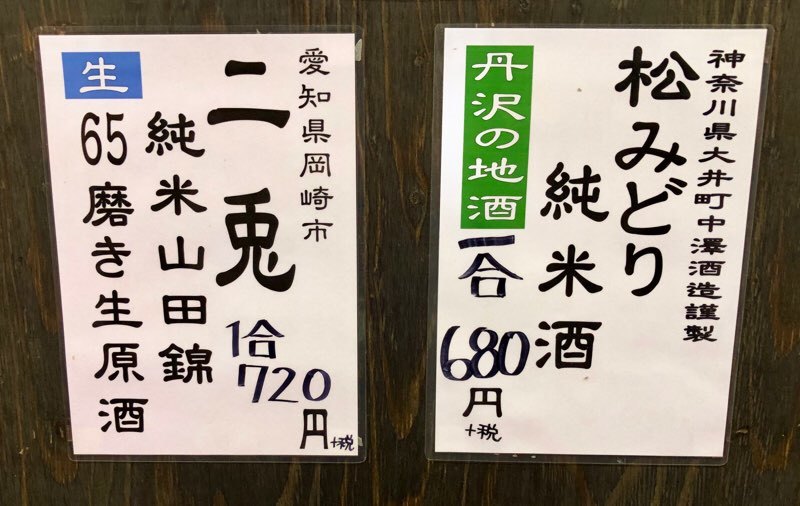 神奈川県大井町中澤酒造謹製
松みどり
純米酒
丹沢の地酒
一合
680円
+税
愛知県岡崎市
二兎
1合
720円
+税
純米山田錦
65磨き生原酒
生